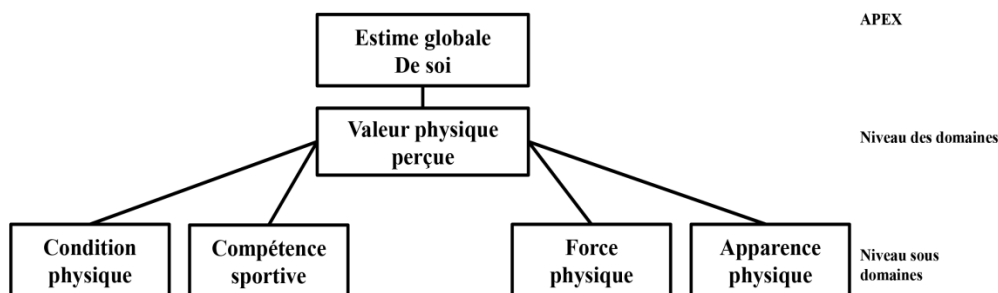 APEX
Estime globale
De soi
Valeur physique
perçue
Niveau des domaines
Condition
physique
Compétence
sportive
Force
physique
Apparence
physique
Niveau sous
domaines